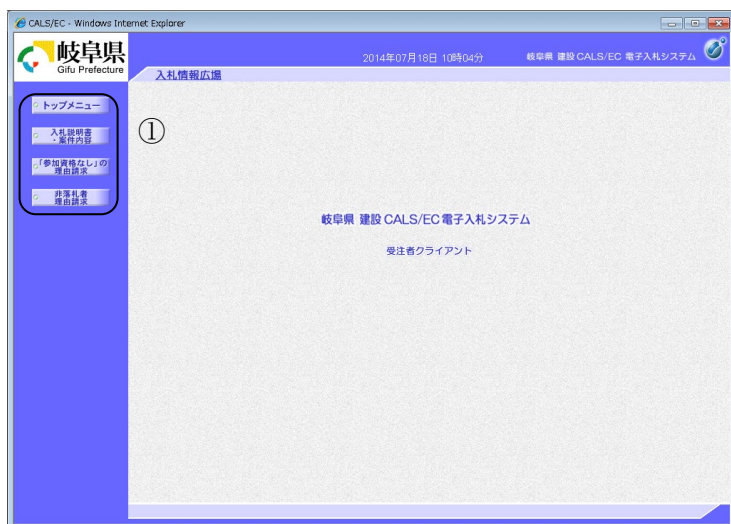 CALS/EC - Windows Internet Explorer
岐阜県
Gifu Prefecture
2014年07月18日 10時04分
岐阜県 建設 CALS/EC 電子入札システム
入札情報広場
トップメニュー
入札説明書
・案件内容
「参加資格なし」の
理由請求
非落札者
理由請求
①
岐阜県 建設 CALS/EC 電子入札システム
受注者クライアント